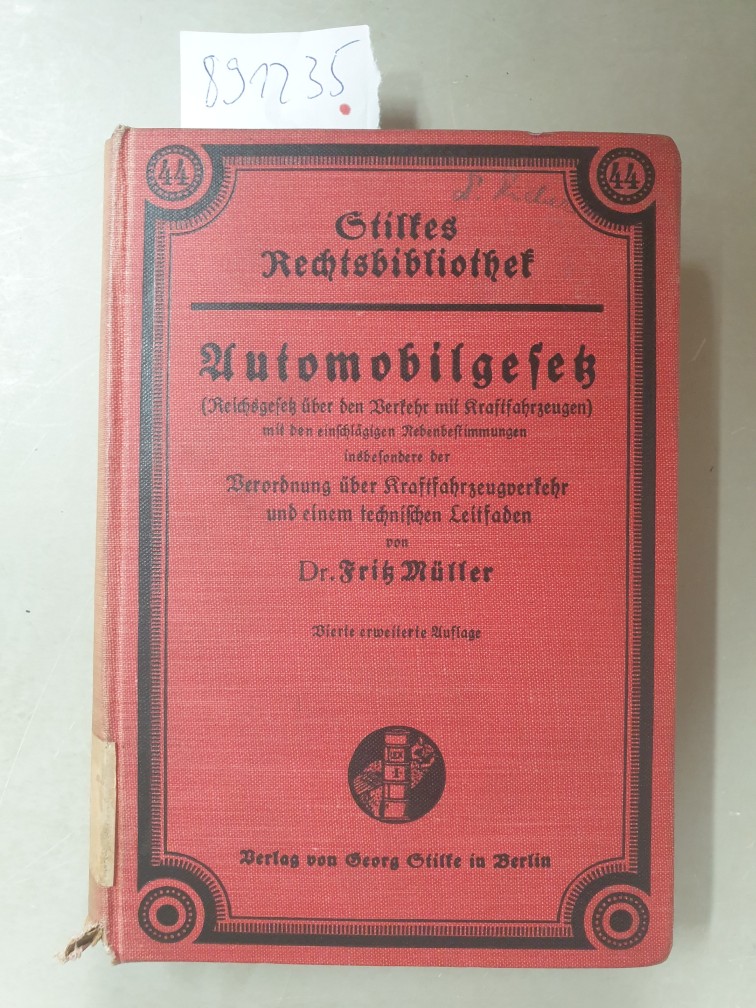 891235
44 44
Stilkes
Rechtsbibliothek
Automobilgesetz
(Reichsgesetz über den Verkehr mit Kraftfahrzeugen)
mit den einschlägigen Nebenbestimmungen
insbesondere der
Verordnung über Kraftfahrzeugverkehr
und einem technischen Leitfaden
von
Dr. Fritz Müller
Vierte erweiterte Auflage
Verlag von Georg Stilke in Berlin